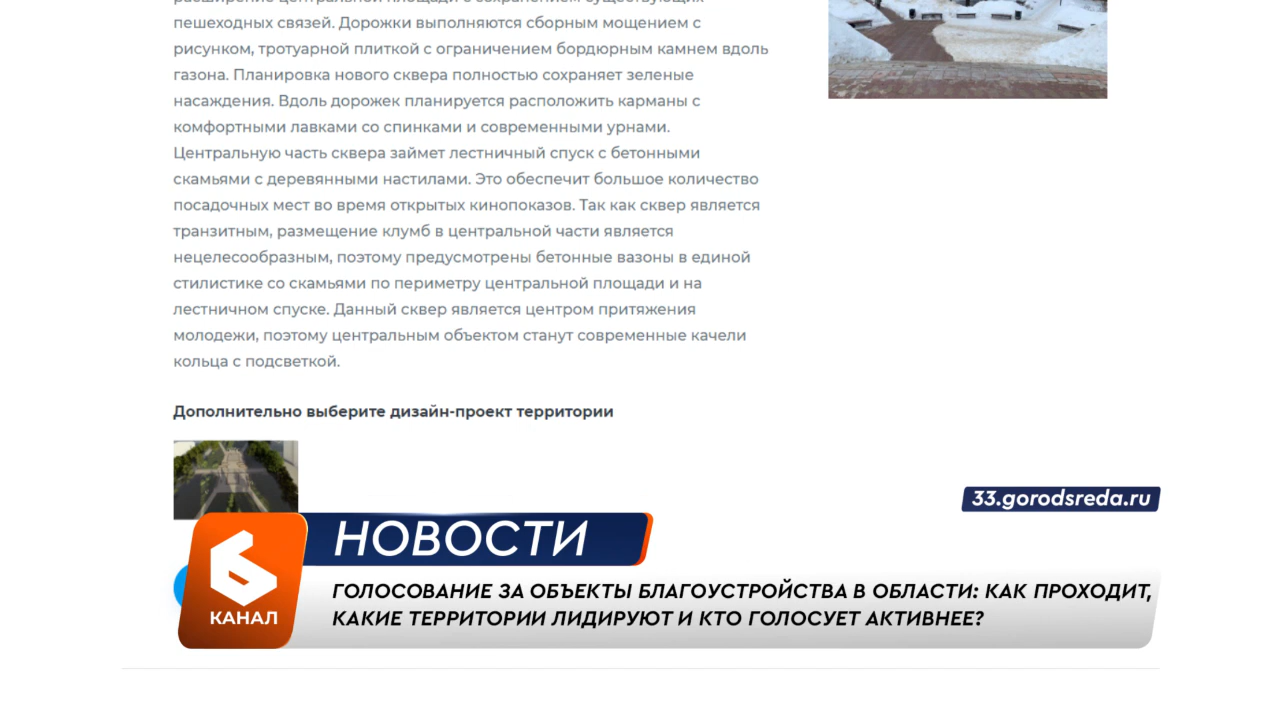 расширение центральной площади с сохранением существующих
пешеходных связей. Дорожки выполняются сборным мощением с
рисунком, тротуарной плиткой с ограничением бордюрным камнем вдоль
газона. Планировка нового сквера полностью сохраняет зеленые
насаждения. Вдоль дорожек планируется расположить карманы с
комфортными лавками со спинками и современными урнами.
Центральную часть сквера займет лестничный спуск с бетонными
скамьями с деревянными настилами. Это обеспечит большое количество
посадочных мест во время открытых кинопоказов. Так как сквер является
транзитным, размещение клумб в центральной части является
нецелесообразным, поэтому предусмотрены бетонные вазоны в единой
стилистике со скамьями по периметру центральной площади и на
лестничном спуске. Данный сквер является центром притяжения
молодежи, поэтому центральным объектом станут современные качели
кольца с подсветкой.
Дополнительно выберите дизайн-проект территории
33.gorodsreda.ru
НОВОСТИ
6
КАНАЛ
ГОЛОСОВАНИЕ ЗА ОБЪЕКТЫ БЛАГОУСТРОЙСТВА В ОБЛАСТИ: КАК ПРОХОДИТ,
КАКИЕ ТЕРРИТОРИИ ЛИДИРУЮТ И КТО ГОЛОСУЕТ АКТИВНЕЕ?